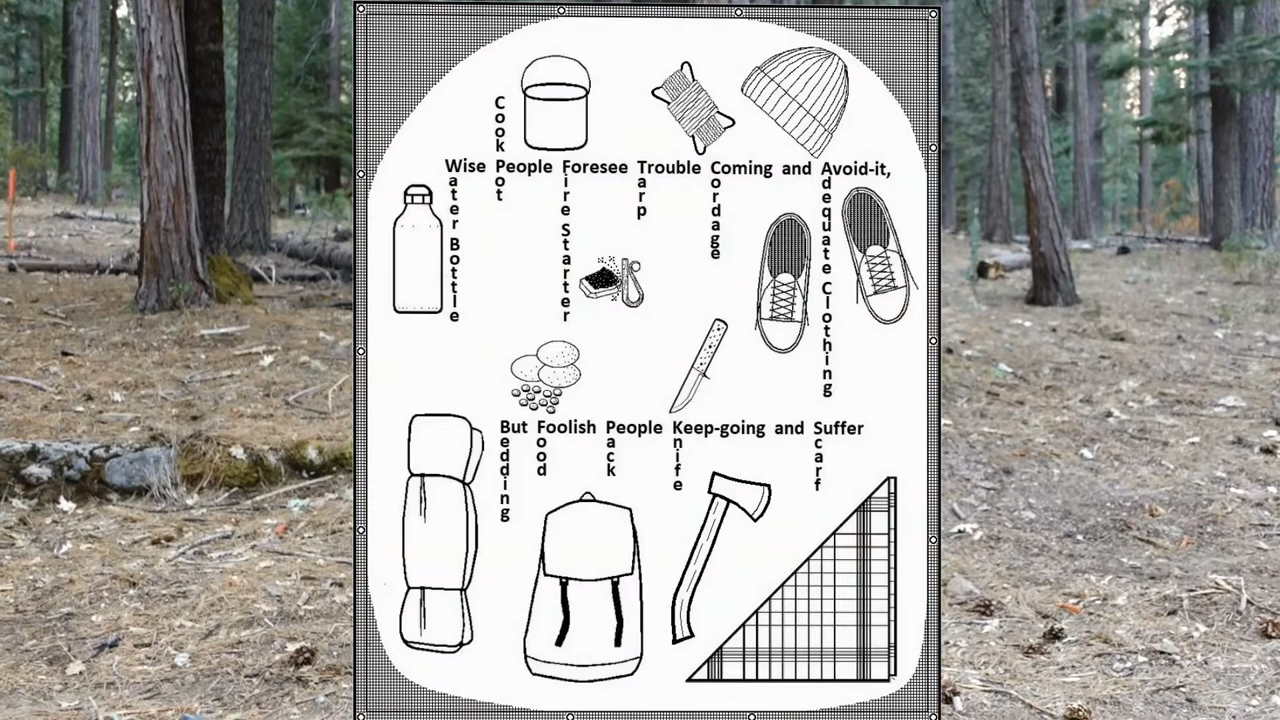 Cook
Wise People Foresee Trouble Coming and Avoid-it,
Water Bottle
Pot
Fire Starter
Tarp
Cordage
Adequate Clothing
But Foolish People Keep-going and Suffer
Bedding
Food
Pack
Knife
Scarf